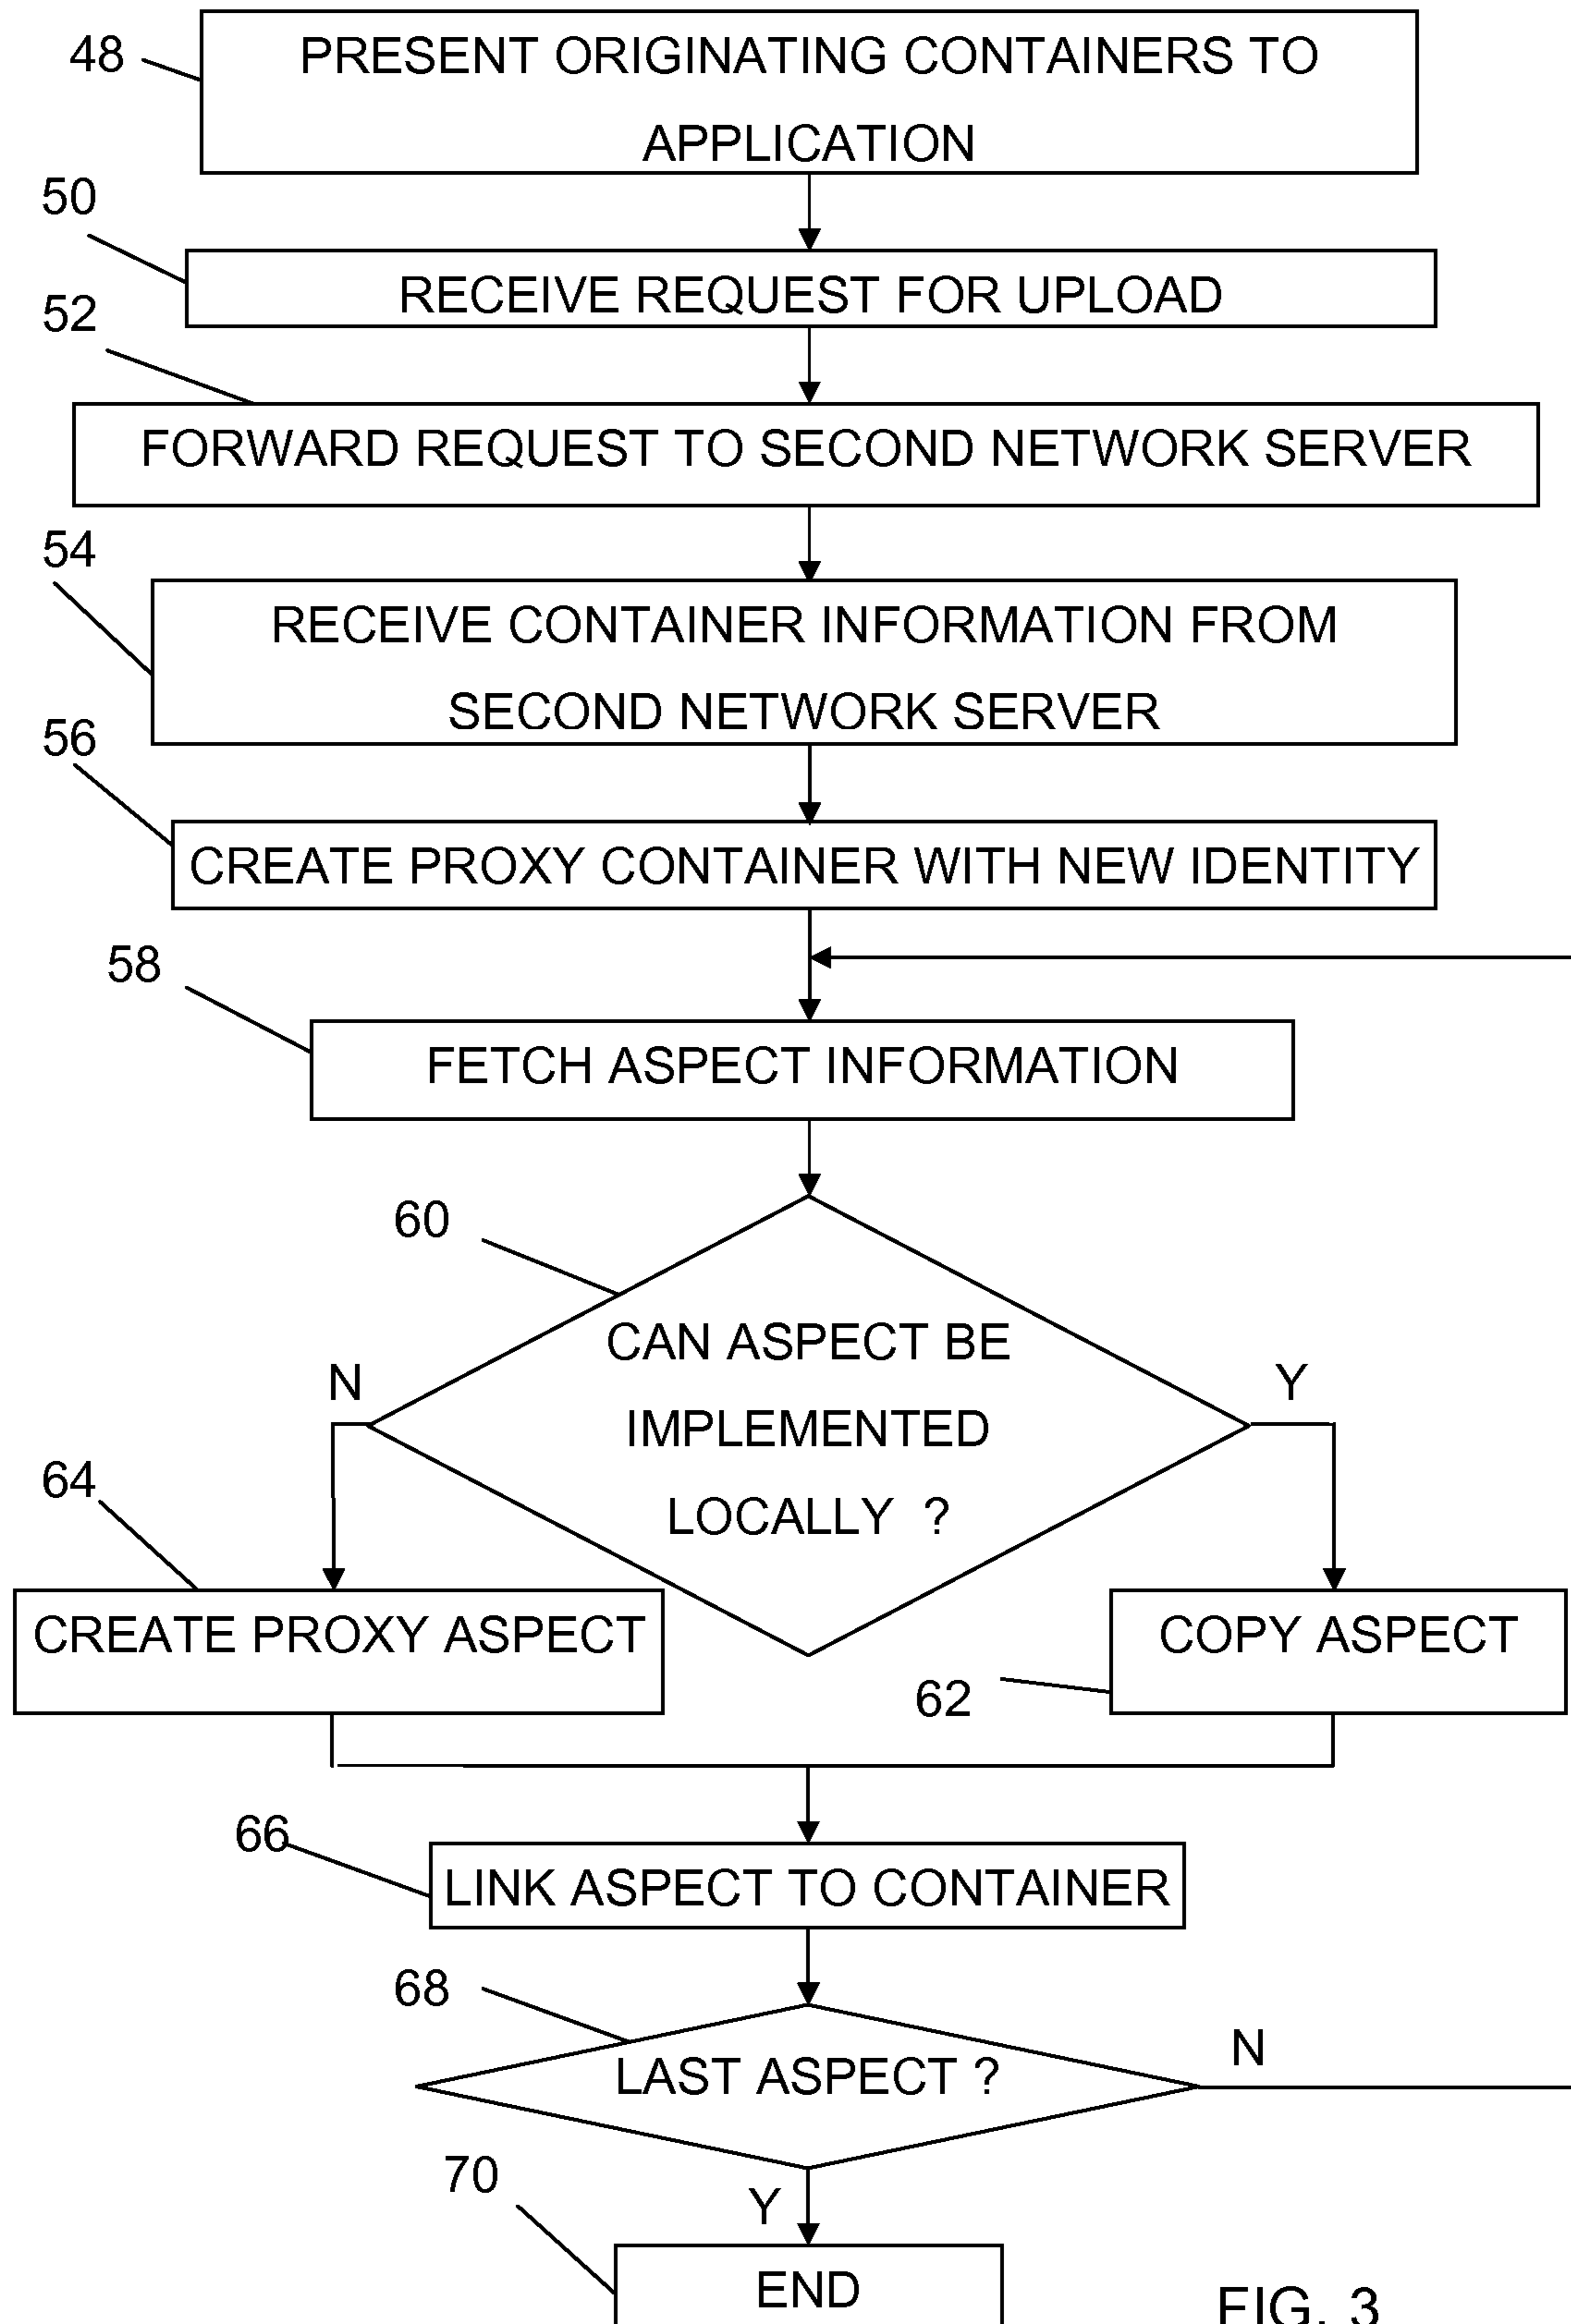 48
PRESENT ORIGINATING CONTAINERS TO
APPLICATION
50
RECEIVE REQUEST FOR UPLOAD
52
FORWARD REQUEST TO SECOND NETWORK SERVER
54
RECEIVE CONTAINER INFORMATION FROM
SECOND NETWORK SERVER
56
CREATE PROXY CONTAINER WITH NEW IDENTITY
58
FETCH ASPECT INFORMATION
60
CAN ASPECT BE
IMPLEMENTED
LOCALLY ?
N
Y
64
CREATE PROXY ASPECT
COPY ASPECT
62
66
LINK ASPECT TO CONTAINER
68
LAST ASPECT ?
N
70
Y
END
FIG. 3